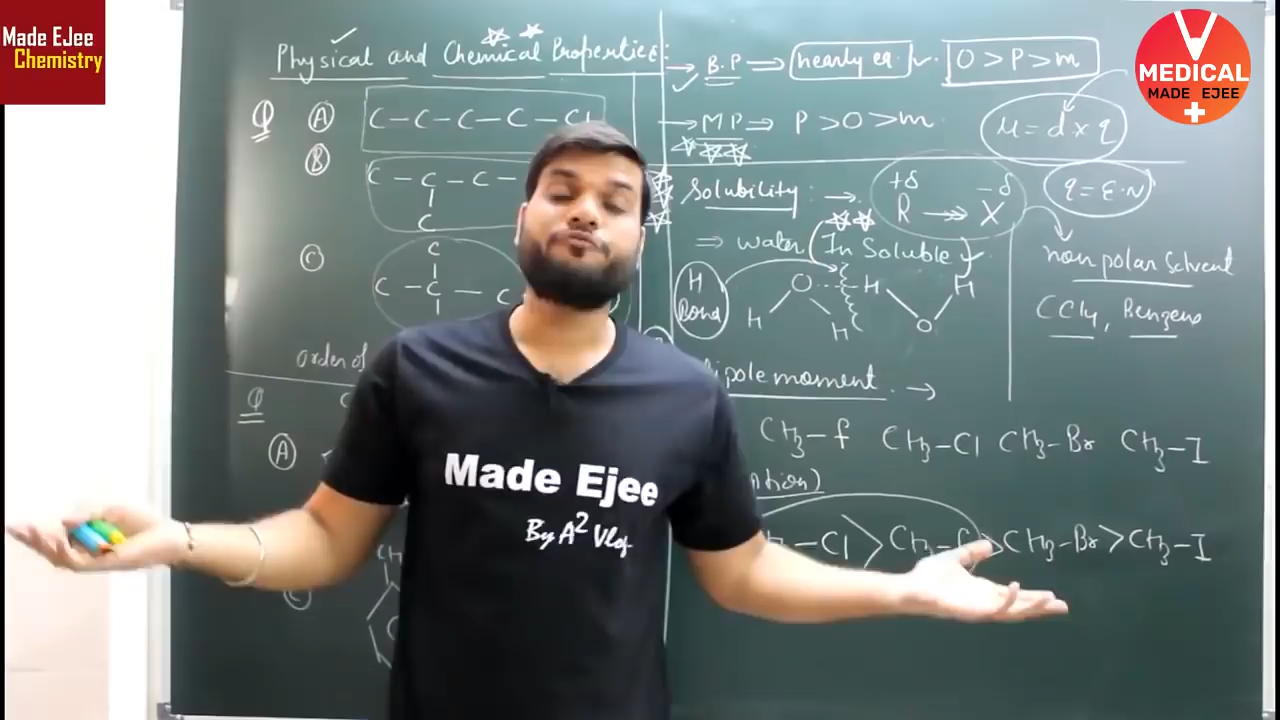 Made EJee
Chemistry
MEDICAL
MADE EJEE
Physical and Chemical Properties:
Q A C-C-C-C-Cl
B C-C-C-
C
C C
C-C-C
order of
Q
A
→ B.P ⇒ nearly eq. O>P>m
→ MP ⇒ P>O>m
μ=d×q
Solubility: → +δ -δ
R X
q=E.N
⇒ water (In Soluble)
non polar Solvent
H
Bond
O H H
H H O
CCl4, Benzene
dipole moment. →
CH3-f CH3-Cl CH3-Br CH3-I
-Cl > CH3-f > CH3-Br > CH3-I
Made Ejee
By A2 Vlog